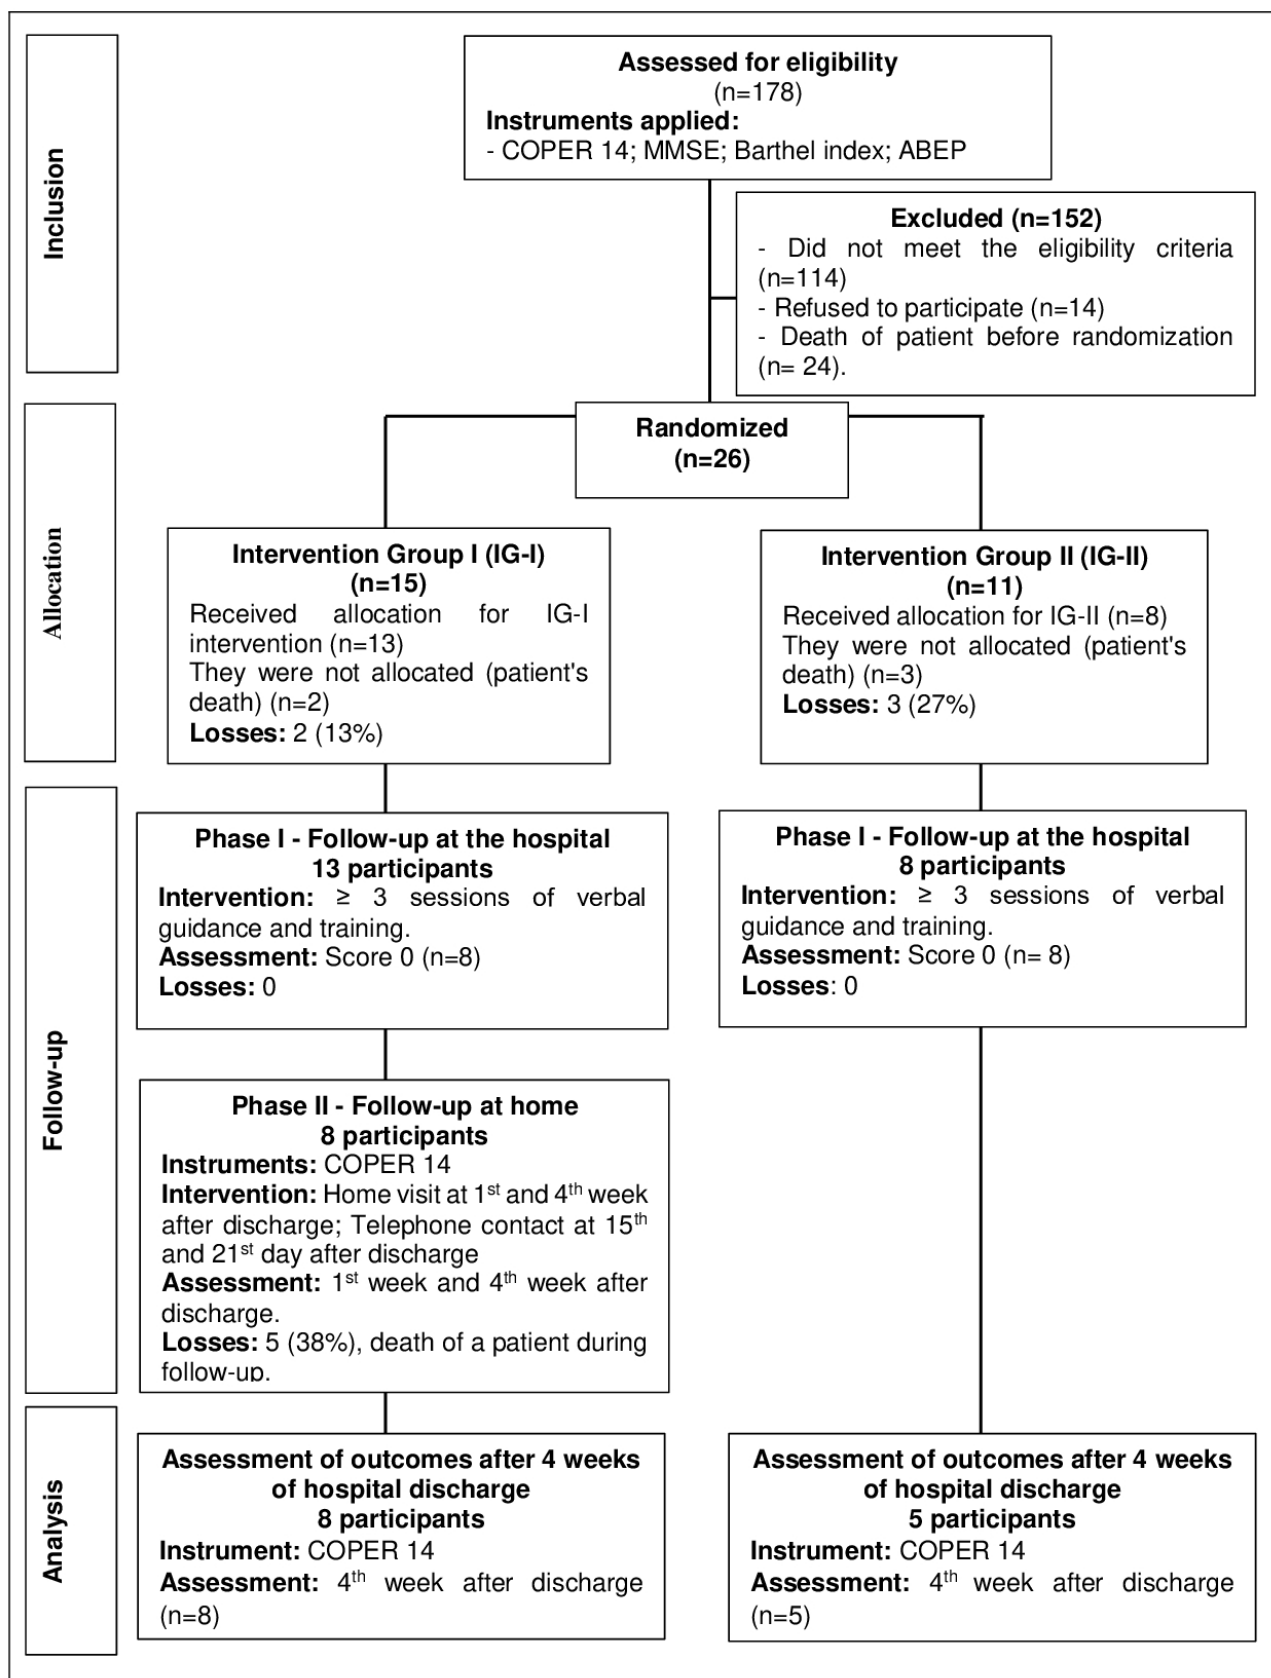 Inclusion
Assessed for eligibility
(n=178)
Instruments applied:
- COPER 14; MMSE; Barthel index; ABEP
Excluded (n=152)
- Did not meet the eligibility criteria
(n=114)
- Refused to participate (n=14)
- Death of patient before randomization
(n= 24).
Allocation
Randomized
(n=26)
Intervention Group I (IG-I)
(n=15)
Received allocation for IG-I
intervention (n=13)
They were not allocated (patient's
death) (n=2)
Losses: 2 (13%)
Intervention Group II (IG-II)
(n=11)
Received allocation for IG-II (n=8)
They were not allocated (patient's
death) (n=3)
Losses: 3 (27%)
Follow-up
Phase I - Follow-up at the hospital
13 participants
Intervention: ≥ 3 sessions of verbal
guidance and training.
Assessment: Score 0 (n=8)
Losses: 0
Phase I - Follow-up at the hospital
8 participants
Intervention: ≥ 3 sessions of verbal
guidance and training.
Assessment: Score 0 (n= 8)
Losses: 0
Phase II - Follow-up at home
8 participants
Instruments: COPER 14
Intervention: Home visit at 1st and 4th week
after discharge; Telephone contact at 15th
and 21st day after discharge
Assessment: 1st week and 4th week after
discharge.
Losses: 5 (38%), death of a patient during
follow-up.
Analysis
Assessment of outcomes after 4 weeks
of hospital discharge
8 participants
Instrument: COPER 14
Assessment: 4th week after discharge
(n=8)
Assessment of outcomes after 4 weeks
of hospital discharge
5 participants
Instrument: COPER 14
Assessment: 4th week after discharge
(n=5)